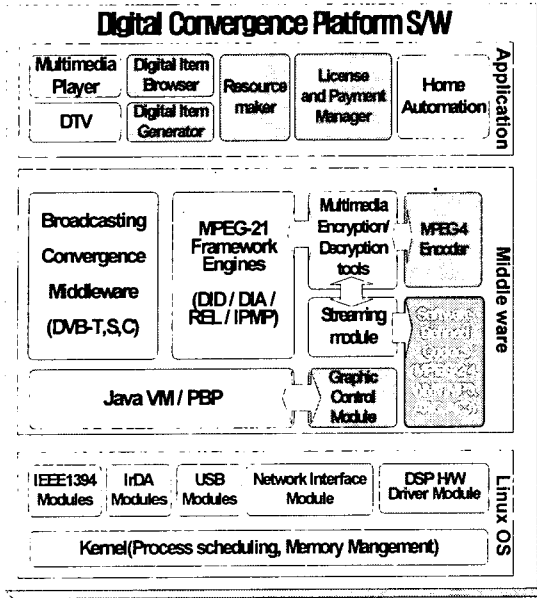 Digital Convergence Platform S/W
Multimedia
Player
DTV
Digital Item
Browser
Digital Item
Generator
Resource
maker
License
and Payment
Manager
Home
Automation
Application
Broadcasting
Convergence
Middleware
(DVB-T,S,C)
MPEG-21
Framework
Engines
(DID / DIA /
REL / IPMP)
Multimedia
Encryption/
Decryption
tools
MPEG-4
Encoder
Streaming
module
Java VM / PBP
Graphic
Control
Module
Middle ware
IEEE1394
Modules
IrDA
Modules
USB
Modules
Network Interface
Module
DSP H/W
Driver Module
Kernel(Process scheduling, Memory Mangement)
Linux OS